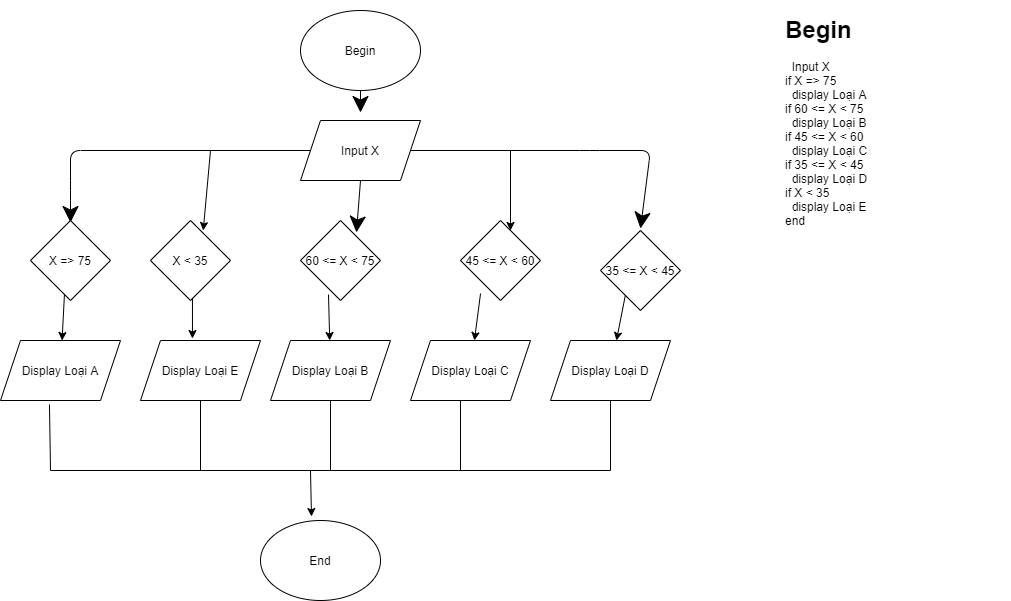 Begin
Input X
X => 75
X < 35
60 <= X < 75
45 <= X < 60
35 <= X < 45
Display Loại A
Display Loại E
Display Loại B
Display Loại C
Display Loại D
End
Begin
Input X
if X => 75
display Loại A
if 60 <= X < 75
display Loại B
if 45 <= X < 60
display Loại C
if 35 <= X < 45
display Loại D
if X < 35
display Loại E
end